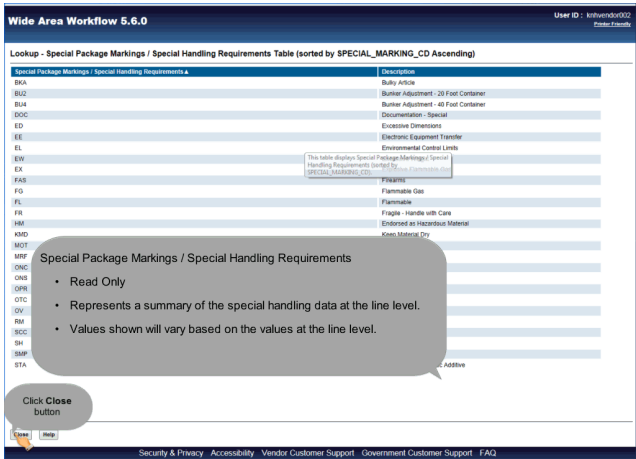 Wide Area Workflow 5.6.0
User ID : knhvendor002
Printer Friendly
Lookup - Special Package Markings / Special Handling Requirements Table (sorted by SPECIAL_MARKING_CD Ascending)
Special Package Markings / Special Handling Requirements▲ Description
BKA Bulky Article
BU2 Bunker Adjustment - 20 Foot Container
BU4 Bunker Adjustment - 40 Foot Container
DOC Documentation - Special
ED Excessive Dimensions
EE Electronic Equipment Transfer
EL Environmental Control Limits
EW
EX
This table displays Special Package Markings / Special
Handling Requirements (sorted by
SPECIAL_MARKING_CD).
FAS Firearms
FG Flammable Gas
FL Flammable
FR Fragile - Handle with Care
HM Endorsed as Hazardous Material
KMD Keep Material Dry
MOT
MRF
ONC
ONS
OPR
OTC
OV
RM
SCC
SH
SMP
STA Additive
Special Package Markings / Special Handling Requirements
• Read Only
• Represents a summary of the special handling data at the line level.
• Values shown will vary based on the values at the line level.
Click Close
button
Close Help
Security & Privacy Accessibility Vendor Customer Support Government Customer Support FAQ